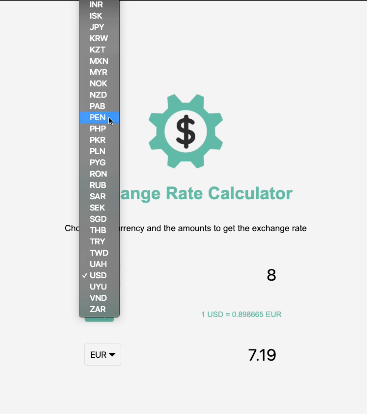 INR
ISK
JPY
KRW
KZT
MXN
MYR
NOK
NZD
PAB
PEN
PHP
PKR
PLN
PYG
RON
RUB
SAR
SEK
SGD
THB
TRY
TWD
UAH
✓ USD
UYU
VND
ZAR
$
ange Rate Calculator
Cho rrency and the amounts to get the exchange rate
8
1 USD = 0.898665 EUR
EUR
7.19